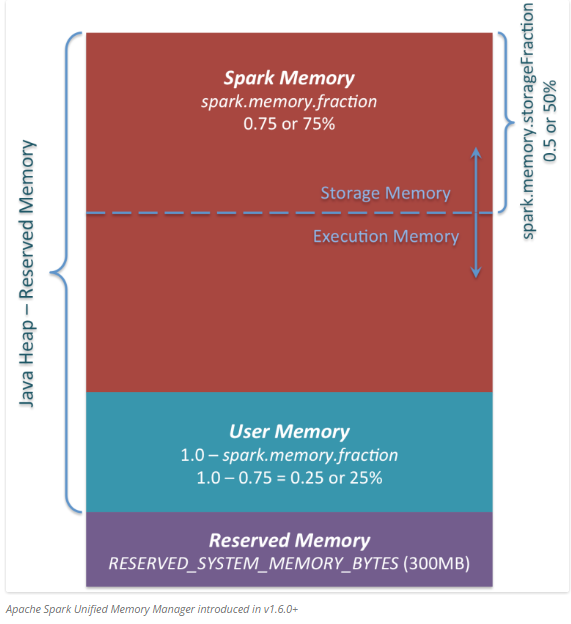 Spark Memory
spark.memory.fraction
0.75 or 75%
Storage Memory
Execution Memory
User Memory
1.0 – spark.memory.fraction
1.0 – 0.75 = 0.25 or 25%
Reserved Memory
RESERVED_SYSTEM_MEMORY_BYTES (300MB)
Java Heap – Reserved Memory
spark.memory.storageFraction
0.5 or 50%
Apache Spark Unified Memory Manager introduced in v1.6.0+